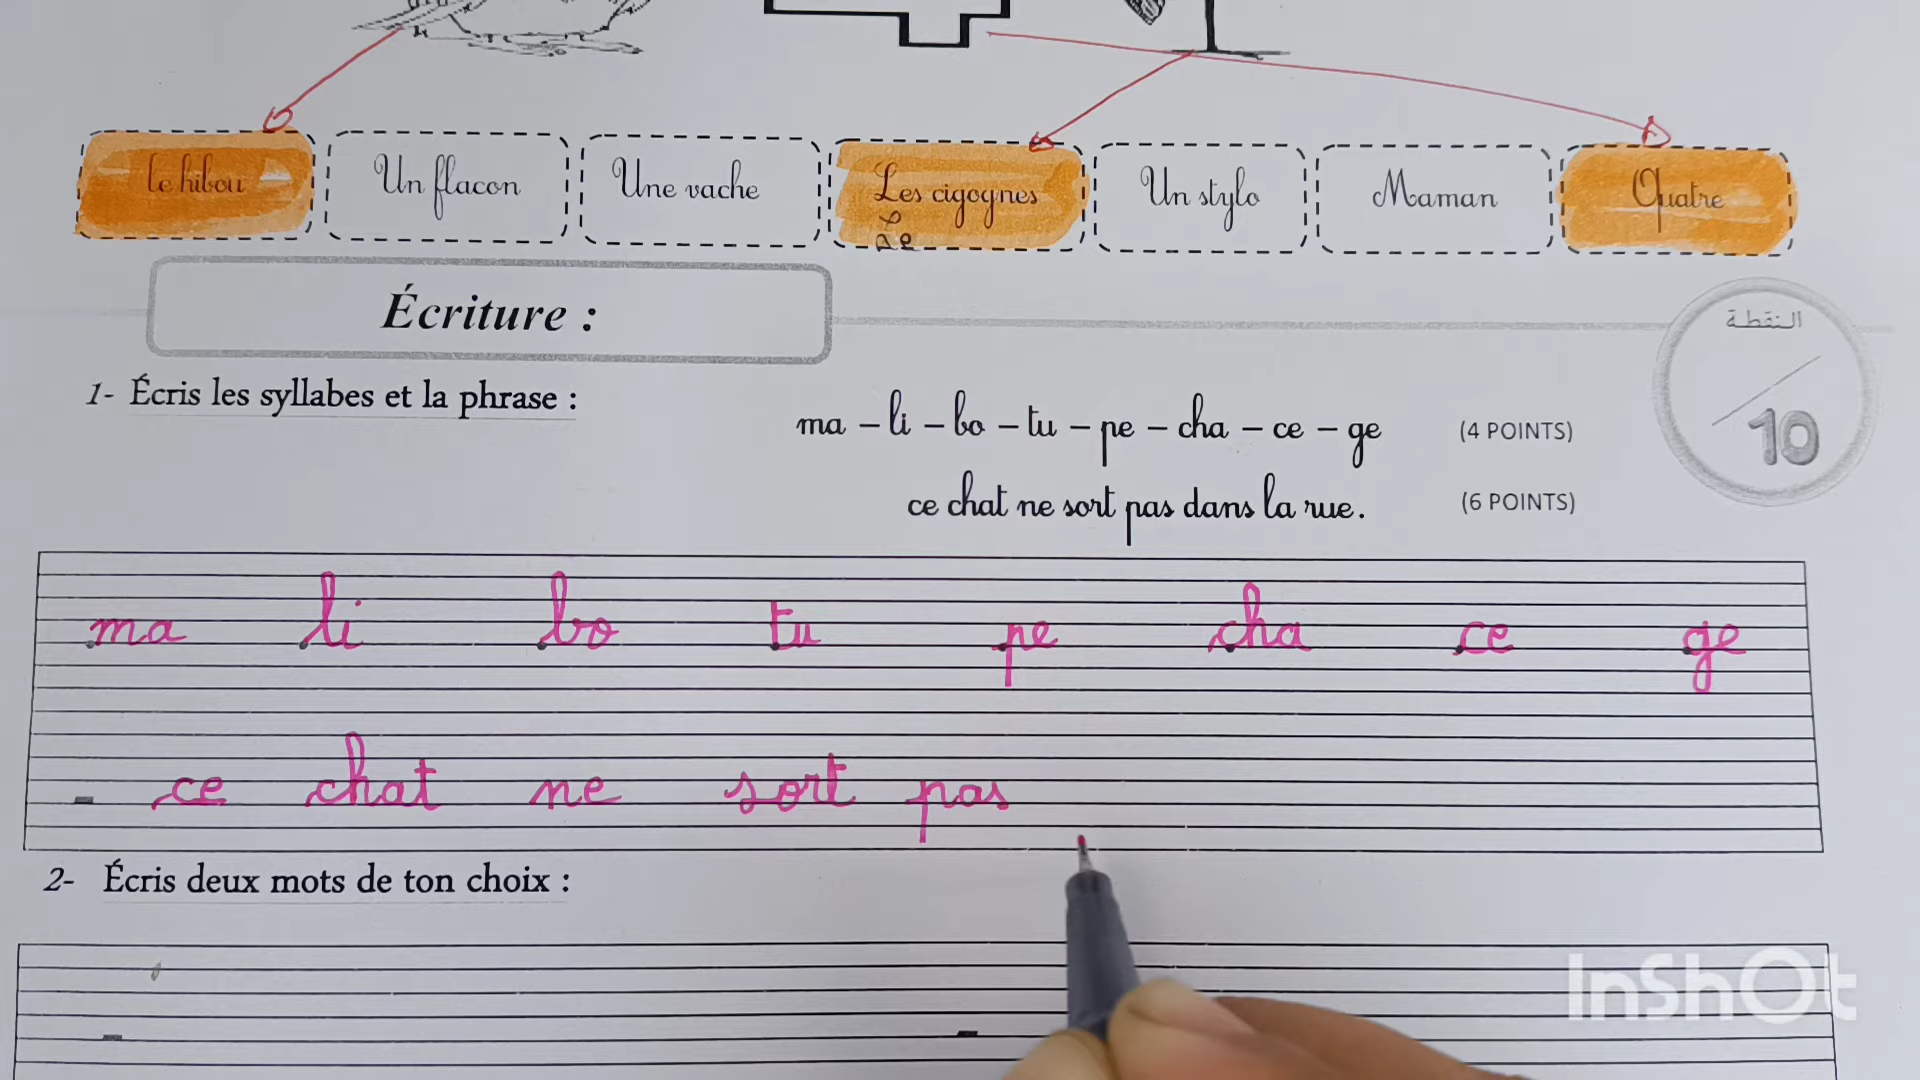 le hibou Un flacon Une vache Les cigognes Un stylo Maman Quatre
Le
Écriture :
النقطة
10
1- Écris les syllabes et la phrase :
ma – li – bo – tu – pe – cha – ce – ge (4 POINTS)
ce chat ne sort pas dans la rue. (6 POINTS)
ma li bo tu pe cha ce ge
- ce chat ne sort pas
2- Écris deux mots de ton choix :
- -
InShOt